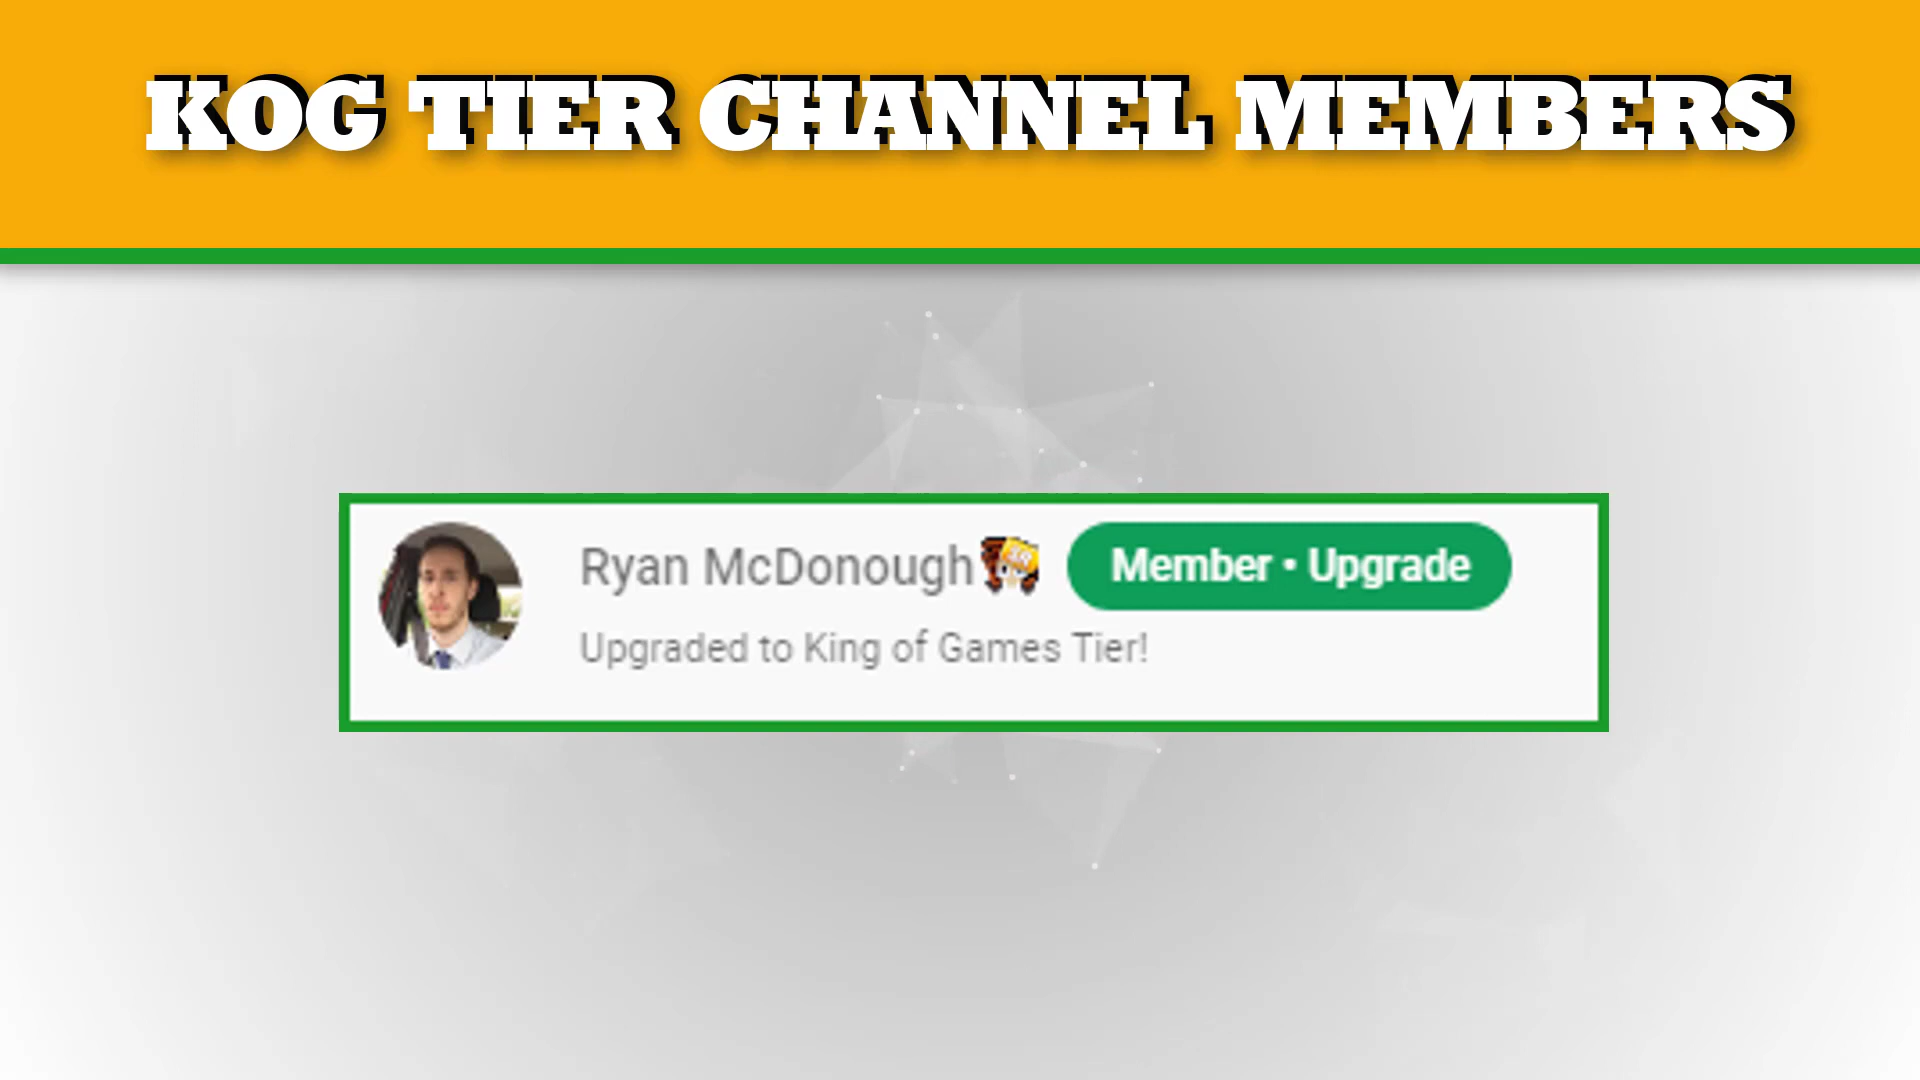 KOG TIER CHANNEL MEMBERS
Ryan McDonough Member • Upgrade
Upgraded to King of Games Tier!